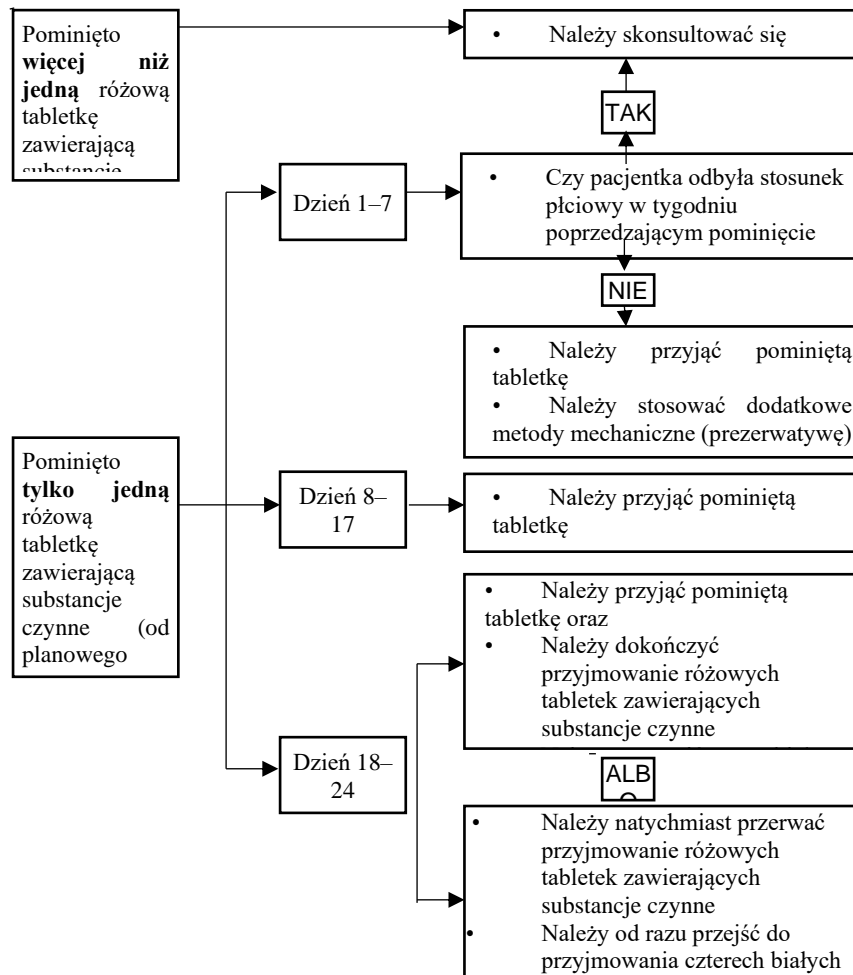 Pominięto
więcej niż
jedną różową
tabletkę
zawierającą
substancje
• Należy skonsultować się
TAK
Dzień 1–7
• Czy pacjentka odbyła stosunek
płciowy w tygodniu
poprzedzającym pominięcie
NIE
• Należy przyjąć pominiętą
tabletkę
• Należy stosować dodatkowe
metody mechaniczne (prezerwatywę)
Pominięto
tylko jedną
różową
tabletkę
zawierającą
substancje
czynne (od
planowego
Dzień 8–
17
• Należy przyjąć pominiętą
tabletkę
• Należy przyjąć pominiętą
tabletkę oraz
• Należy dokończyć
przyjmowanie różowych
tabletek zawierających
substancje czynne
Dzień 18–
24
ALB
• Należy natychmiast przerwać
przyjmowanie różowych
tabletek zawierających
substancje czynne
• Należy od razu przejść do
przyjmowania czterech białych